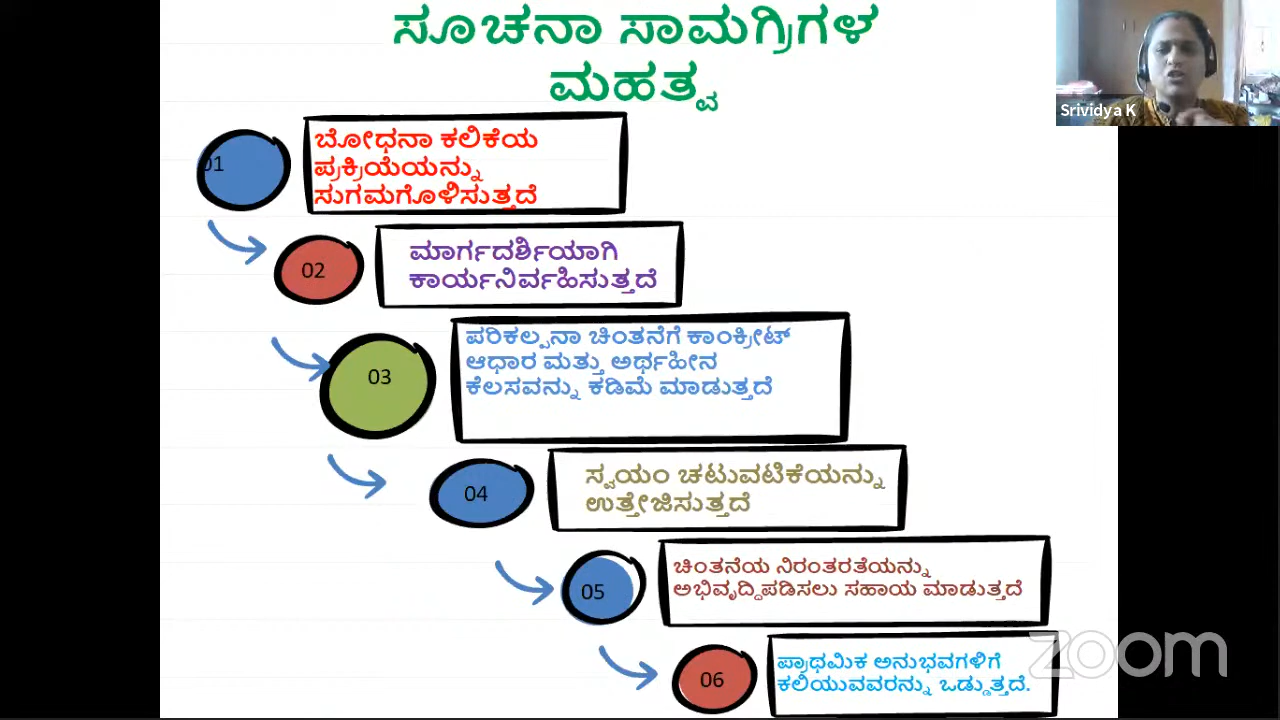 ಸೂಚನಾ ಸಾಮಗ್ರಿಗಳ
ಮಹತ್ವ
Srividya K
01
ಬೋಧನಾ ಕಲಿಕೆಯ
ಪ್ರಕ್ರಿಯೆಯನ್ನು
ಸುಗಮಗೊಳಿಸುತ್ತದೆ
02
ಮಾರ್ಗದರ್ಶಿಯಾಗಿ
ಕಾರ್ಯನಿರ್ವಹಿಸುತ್ತದೆ
03
ಪರಿಕಲ್ಪನಾ ಚಿಂತನೆಗೆ ಕಾಂಕ್ರೀಟ್
ಆಧಾರ ಮತ್ತು ಅರ್ಥಹೀನ
ಕೆಲಸವನ್ನು ಕಡಿಮೆ ಮಾಡುತ್ತದೆ
04
ಸ್ವಯಂ ಚಟುವಟಿಕೆಯನ್ನು
ಉತ್ತೇಜಿಸುತ್ತದೆ
05
ಚಿಂತನೆಯ ನಿರಂತರತೆಯನ್ನು
ಅಭಿವೃದ್ಧಿಪಡಿಸಲು ಸಹಾಯ ಮಾಡುತ್ತದೆ
06
ಪ್ರಾಥಮಿಕ ಅನುಭವಗಳಿಗೆ
ಕಲಿಯುವವರನ್ನು ಒಡ್ಡುತ್ತದೆ.
zoom